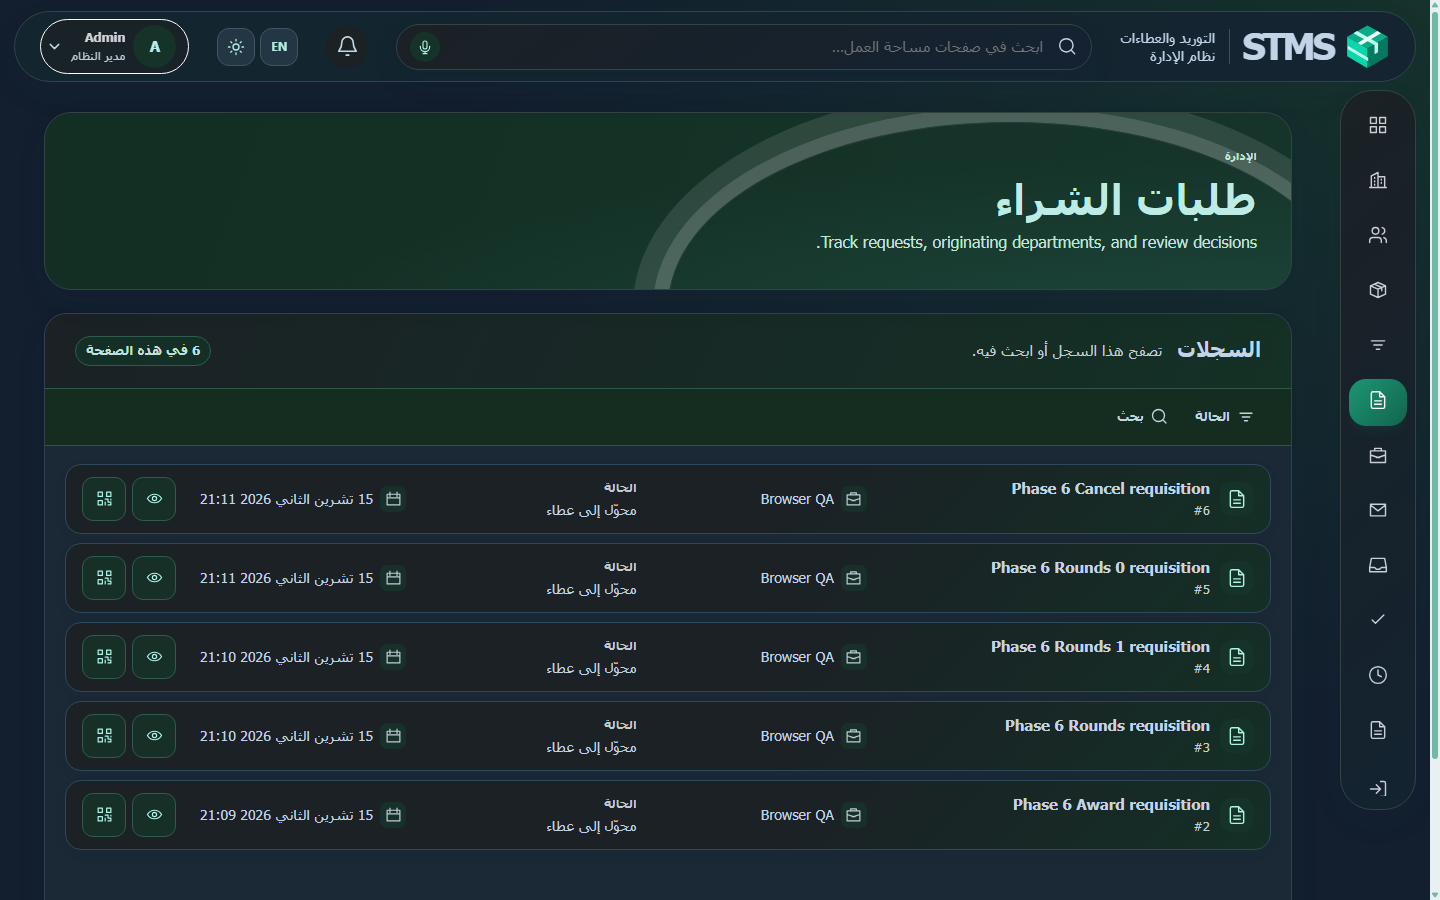 STMS
التوريد والعطاءات
نظام الإدارة
ابحث في صفحات مساحة العمل...
EN
A
Admin
مدير النظام
الإدارة
طلبات الشراء
Track requests, originating departments, and review decisions.
السجلات
تصفح هذا السجل أو ابحث فيه.
6 في هذه الصفحة
الحالة
بحث
Phase 6 Cancel requisition
#6
Browser QA
الحالة
محوّل إلى عطاء
15 تشرين الثاني 2026 21:11
Phase 6 Rounds 0 requisition
#5
Browser QA
الحالة
محوّل إلى عطاء
15 تشرين الثاني 2026 21:11
Phase 6 Rounds 1 requisition
#4
Browser QA
الحالة
محوّل إلى عطاء
15 تشرين الثاني 2026 21:10
Phase 6 Rounds requisition
#3
Browser QA
الحالة
محوّل إلى عطاء
15 تشرين الثاني 2026 21:10
Phase 6 Award requisition
#2
Browser QA
الحالة
محوّل إلى عطاء
15 تشرين الثاني 2026 21:09